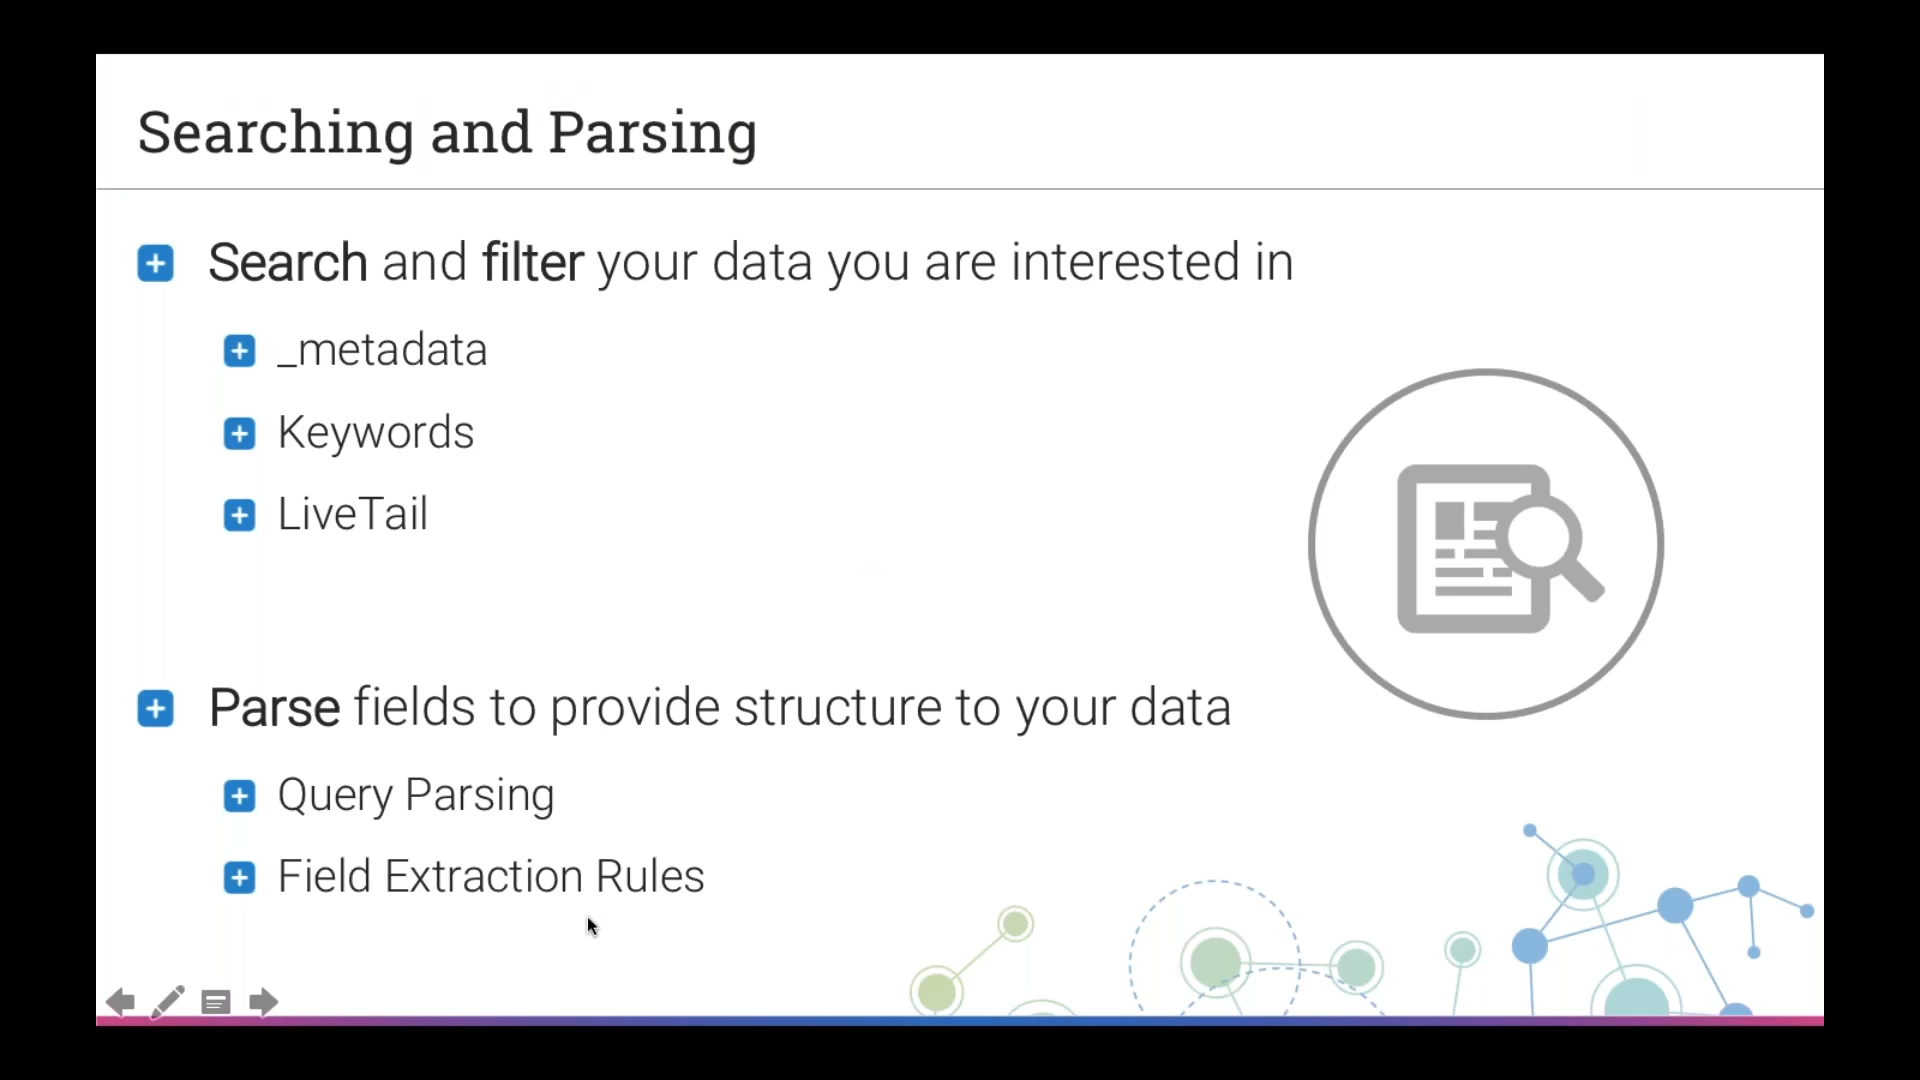 Searching and Parsing
Search and filter your data you are interested in
_metadata
Keywords
LiveTail
Parse fields to provide structure to your data
Query Parsing
Field Extraction Rules